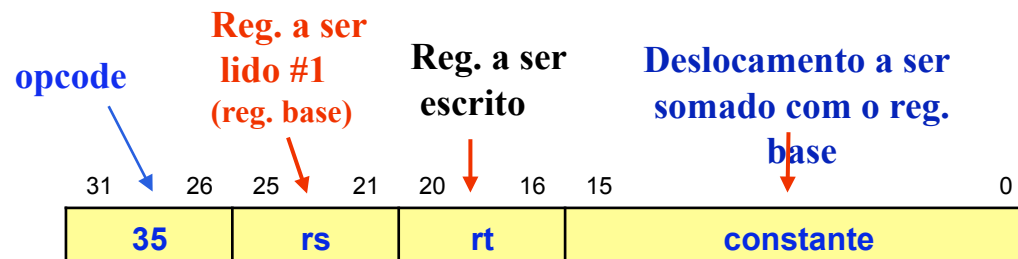 opcode
Reg. a ser
lido #1
(reg. base)
Reg. a ser
escrito
Deslocamento a ser
somado com o reg.
base
31 26 25 21 20 16 15 0
35 rs rt constante